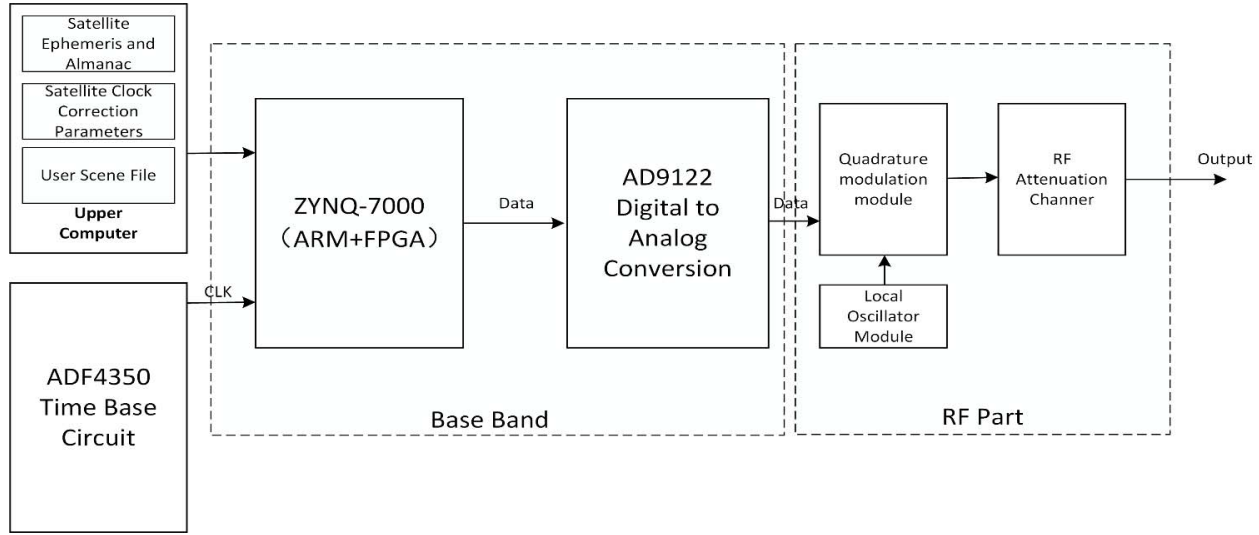 Satellite
Ephemeris and
Almanac
Satellite Clock
Correction
Parameters
User Scene File
Upper
Computer
ADF4350
Time Base
Circuit
CLK
ZYNQ-7000
（ARM+FPGA）
Data
AD9122
Digital to
Analog
Conversion
Base Band
Data
Quadrature
modulation
module
Local
Oscillator
Module
RF
Attenuation
Channer
RF Part
Output